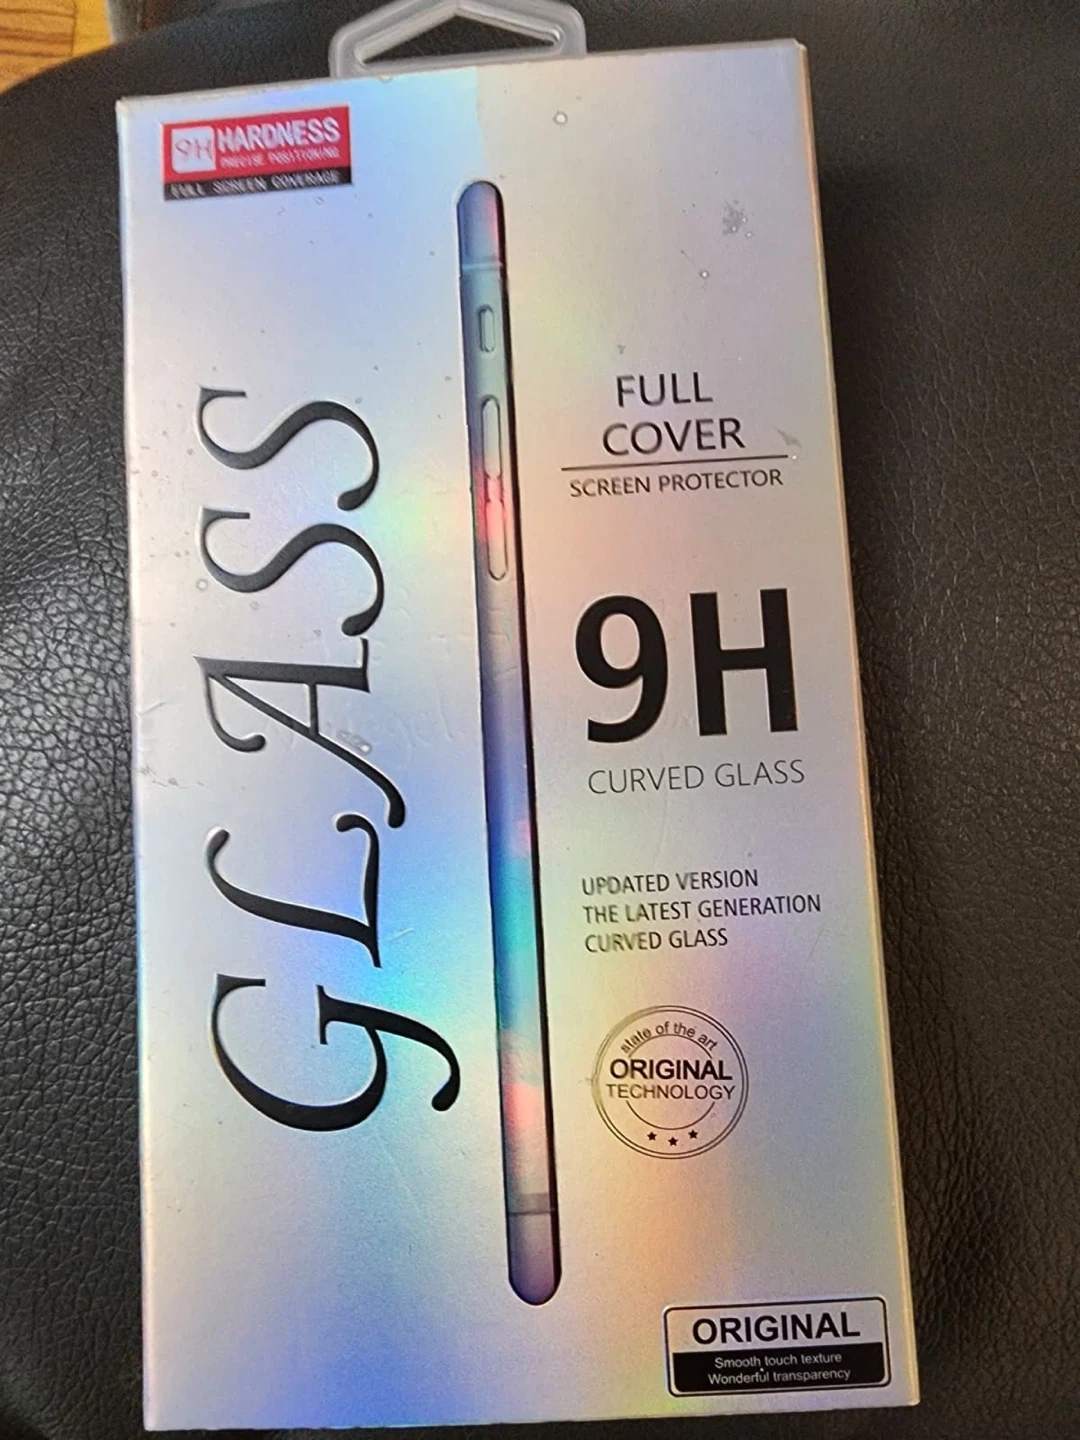 9H HARDNESS
PRECISE POSITIONING
FULL SCREEN COVERAGE
GLASS
FULL
COVER
SCREEN PROTECTOR
9H
CURVED GLASS
UPDATED VERSION
THE LATEST GENERATION
CURVED GLASS
state of the art
ORIGINAL
TECHNOLOGY
ORIGINAL
Smooth touch texture
Wonderful transparency